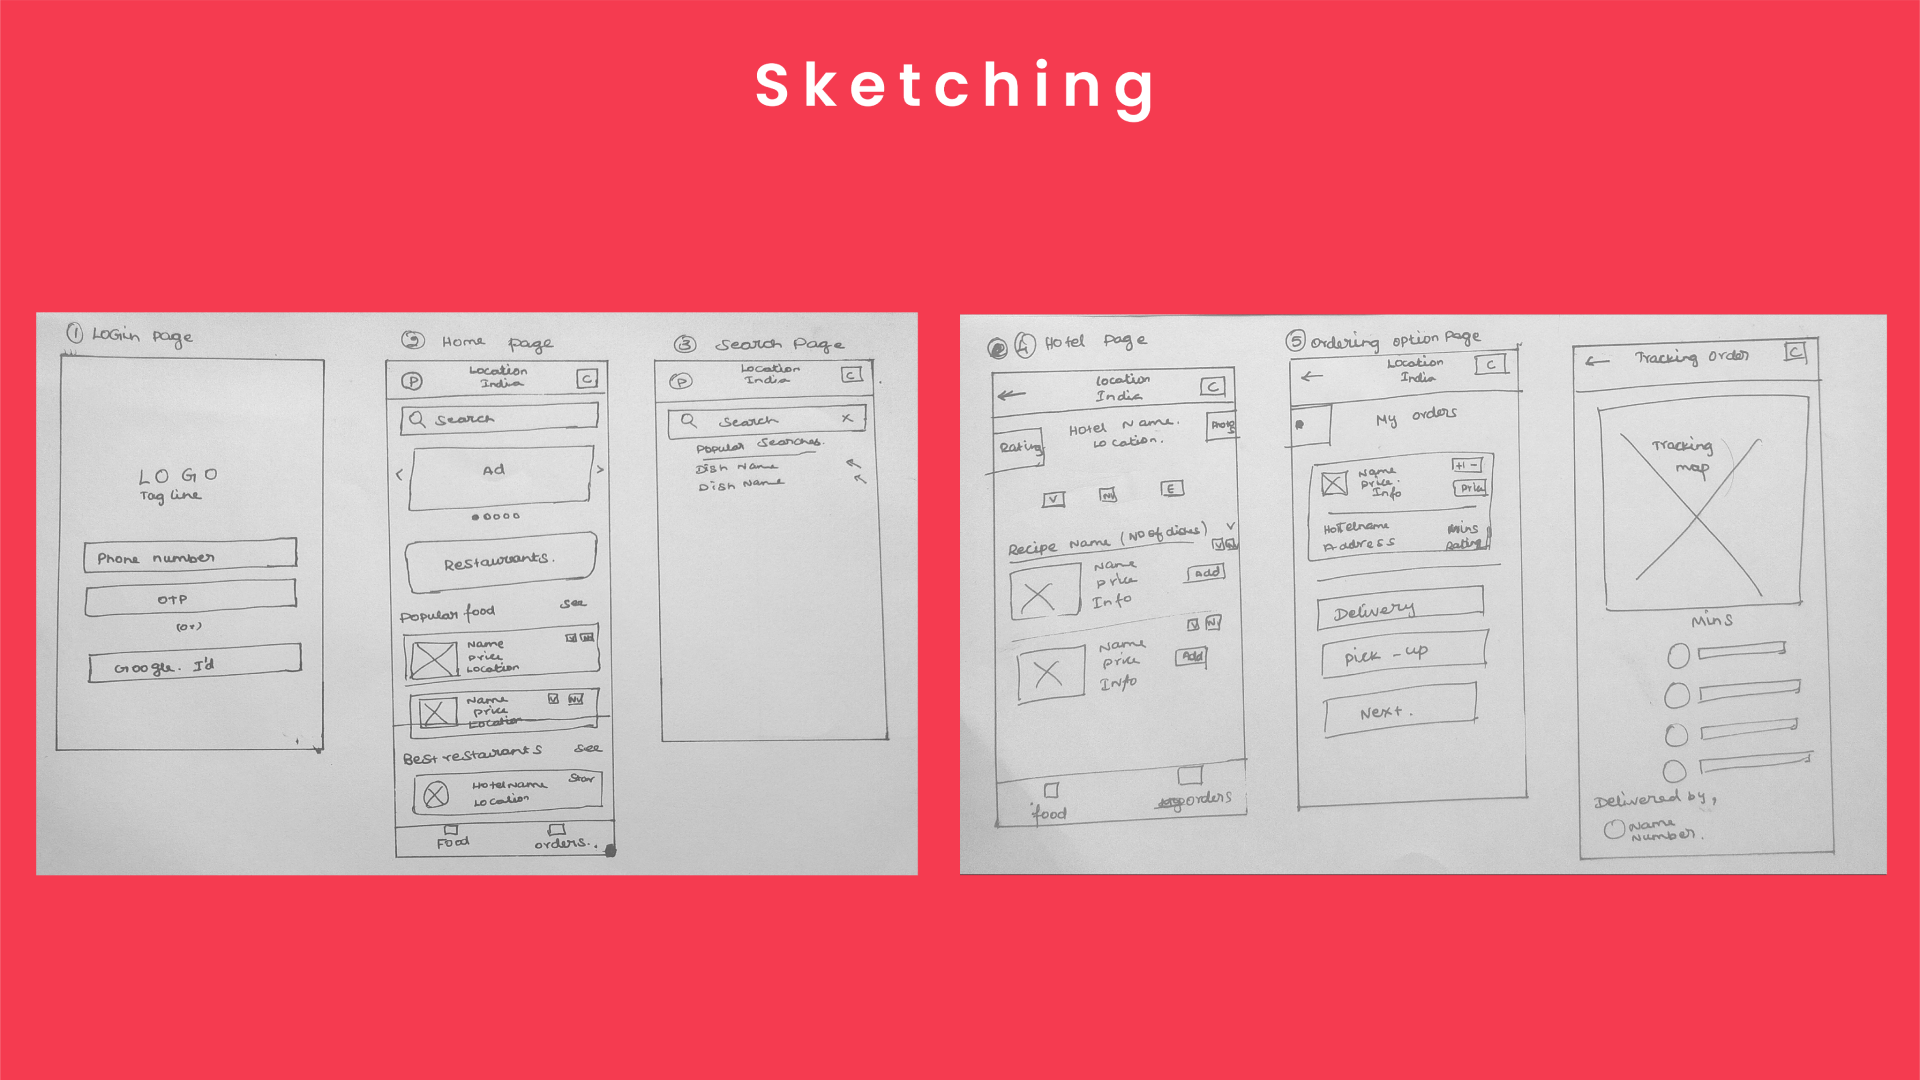 Sketching
① Login page
LOGO
Tag line
Phone number
OTP
(or)
Google. I'd
② Home page
P
Location
India
C
Search
<
Ad
>
Restaurants.
Popular food
see
Name
price
Location
V
NV
Name
price
Location
V
NV
Best restaurants
see
Hotel Name
Location
Star
Food
orders..
③ Search Page
P
Location
India
C
Search
X
Popular Searches.
Dish Name
Dish Name
④ Hotel Page
Location
India
C
Rating
Hotel Name.
Location.
V
E
Recipe Name (NO of dishes)
V
Name
price
Info
Add
V
Name
price
Info
Add
food
orders
⑤ Ordering option Page
Location
India
C
My orders
Name
price.
Info
+1 -
Price
Hotelname
Address
Mins
Rating
Delivery
Pick-up
Next.
Tracking Order
C
Tracking
map
Mins
Delivered by,
Name
Number.